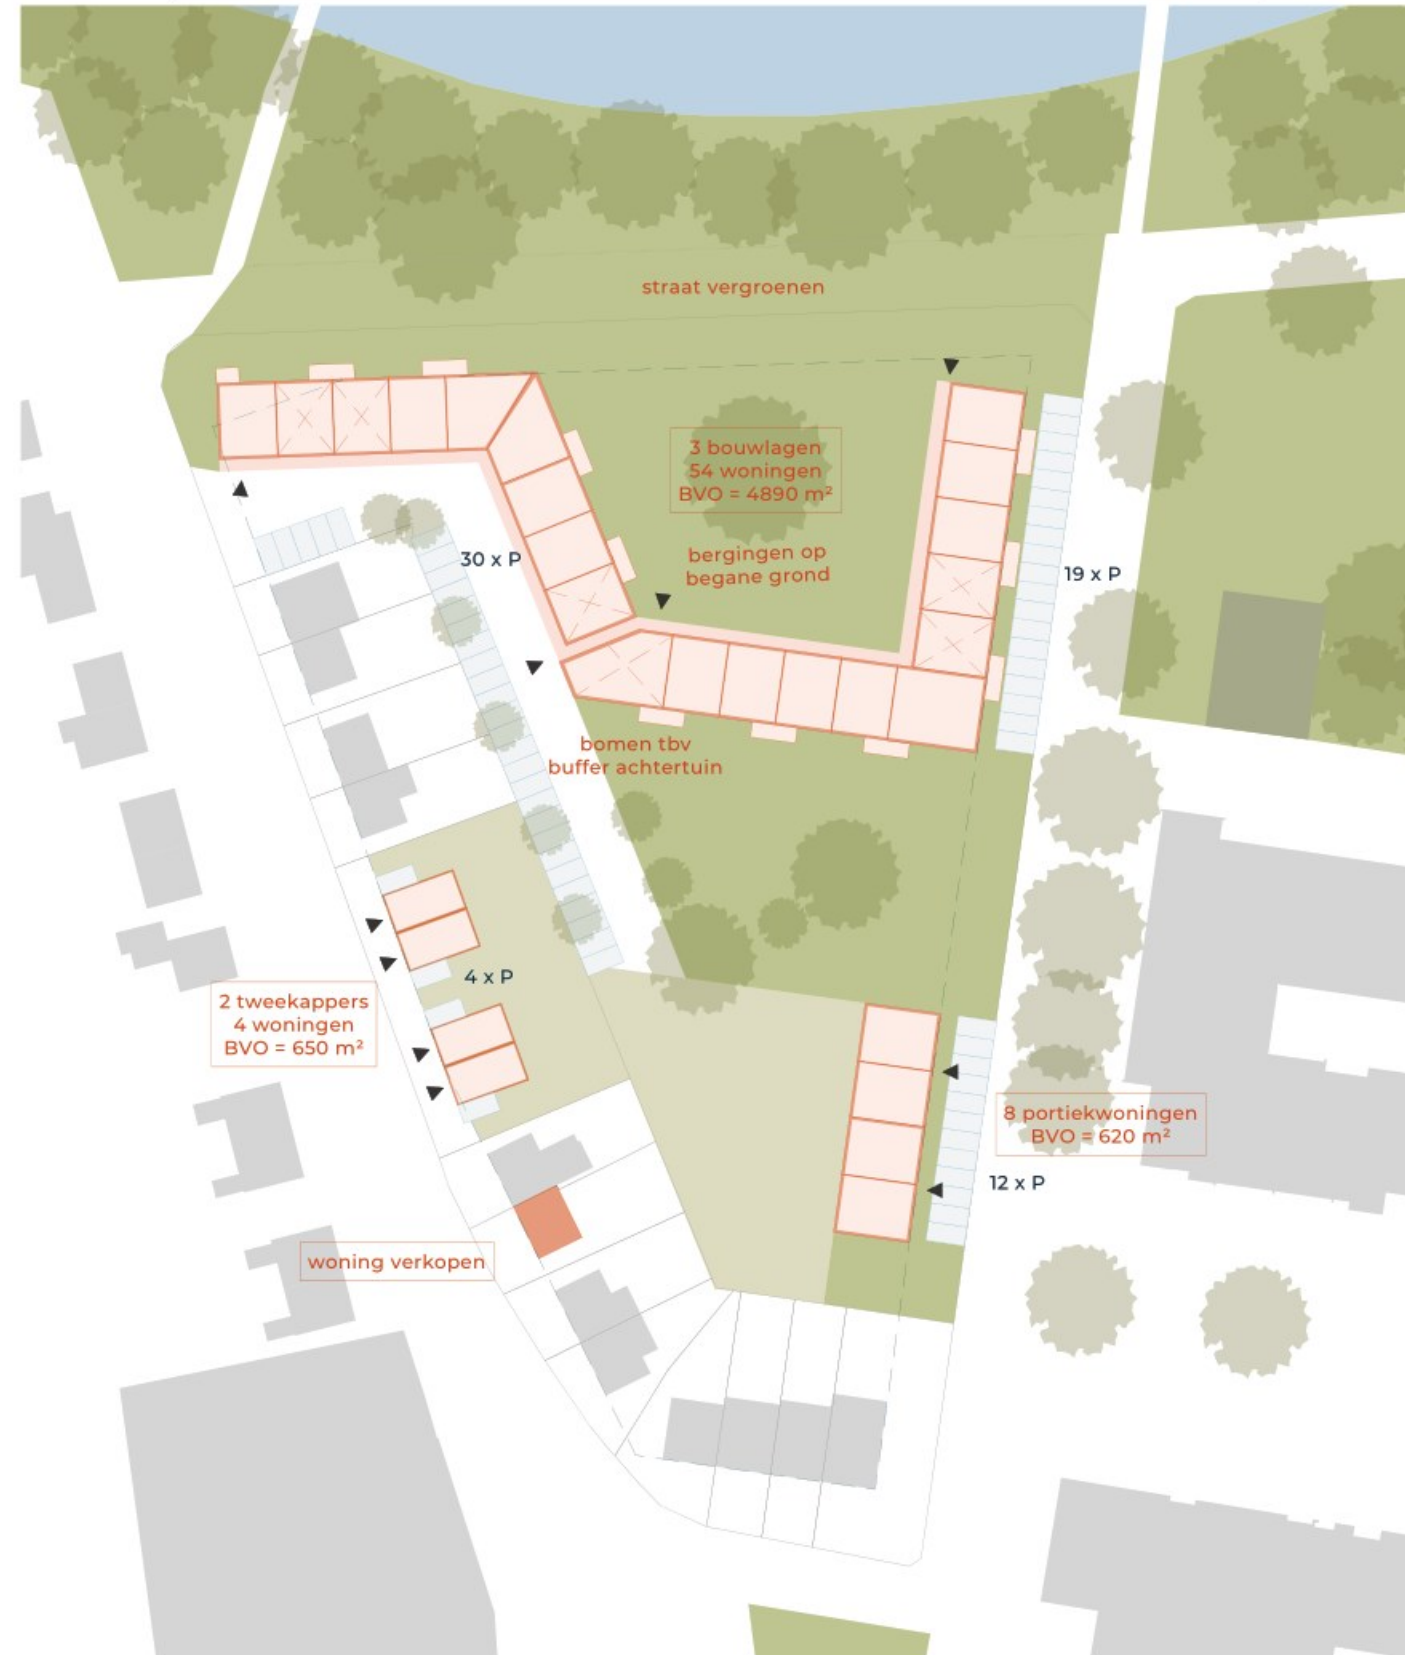 straat vergroenen
3 bouwlagen
54 woningen
BVO = 4890 m²
bergingen op
begane grond
30 x P
19 x P
bomen tbv
buffer achtertuin
4 x P
2 tweekappers
4 woningen
BVO = 650 m²
8 portiekwoningen
BVO = 620 m²
12 x P
woning verkopen